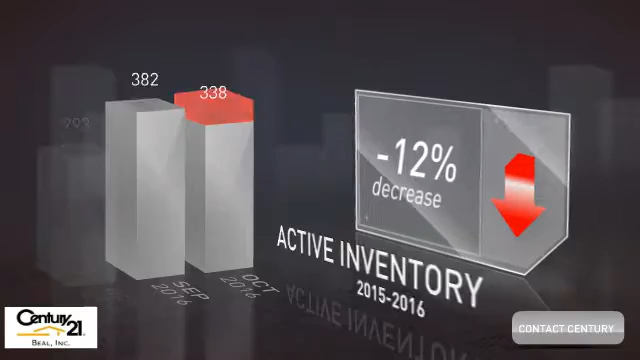 382
338
-12%
decrease
ACTIVE INVENTORY
2015-2016
SEP
2016
OCT
2016
Century 21
BEAL, INC.
CONTACT CENTURY